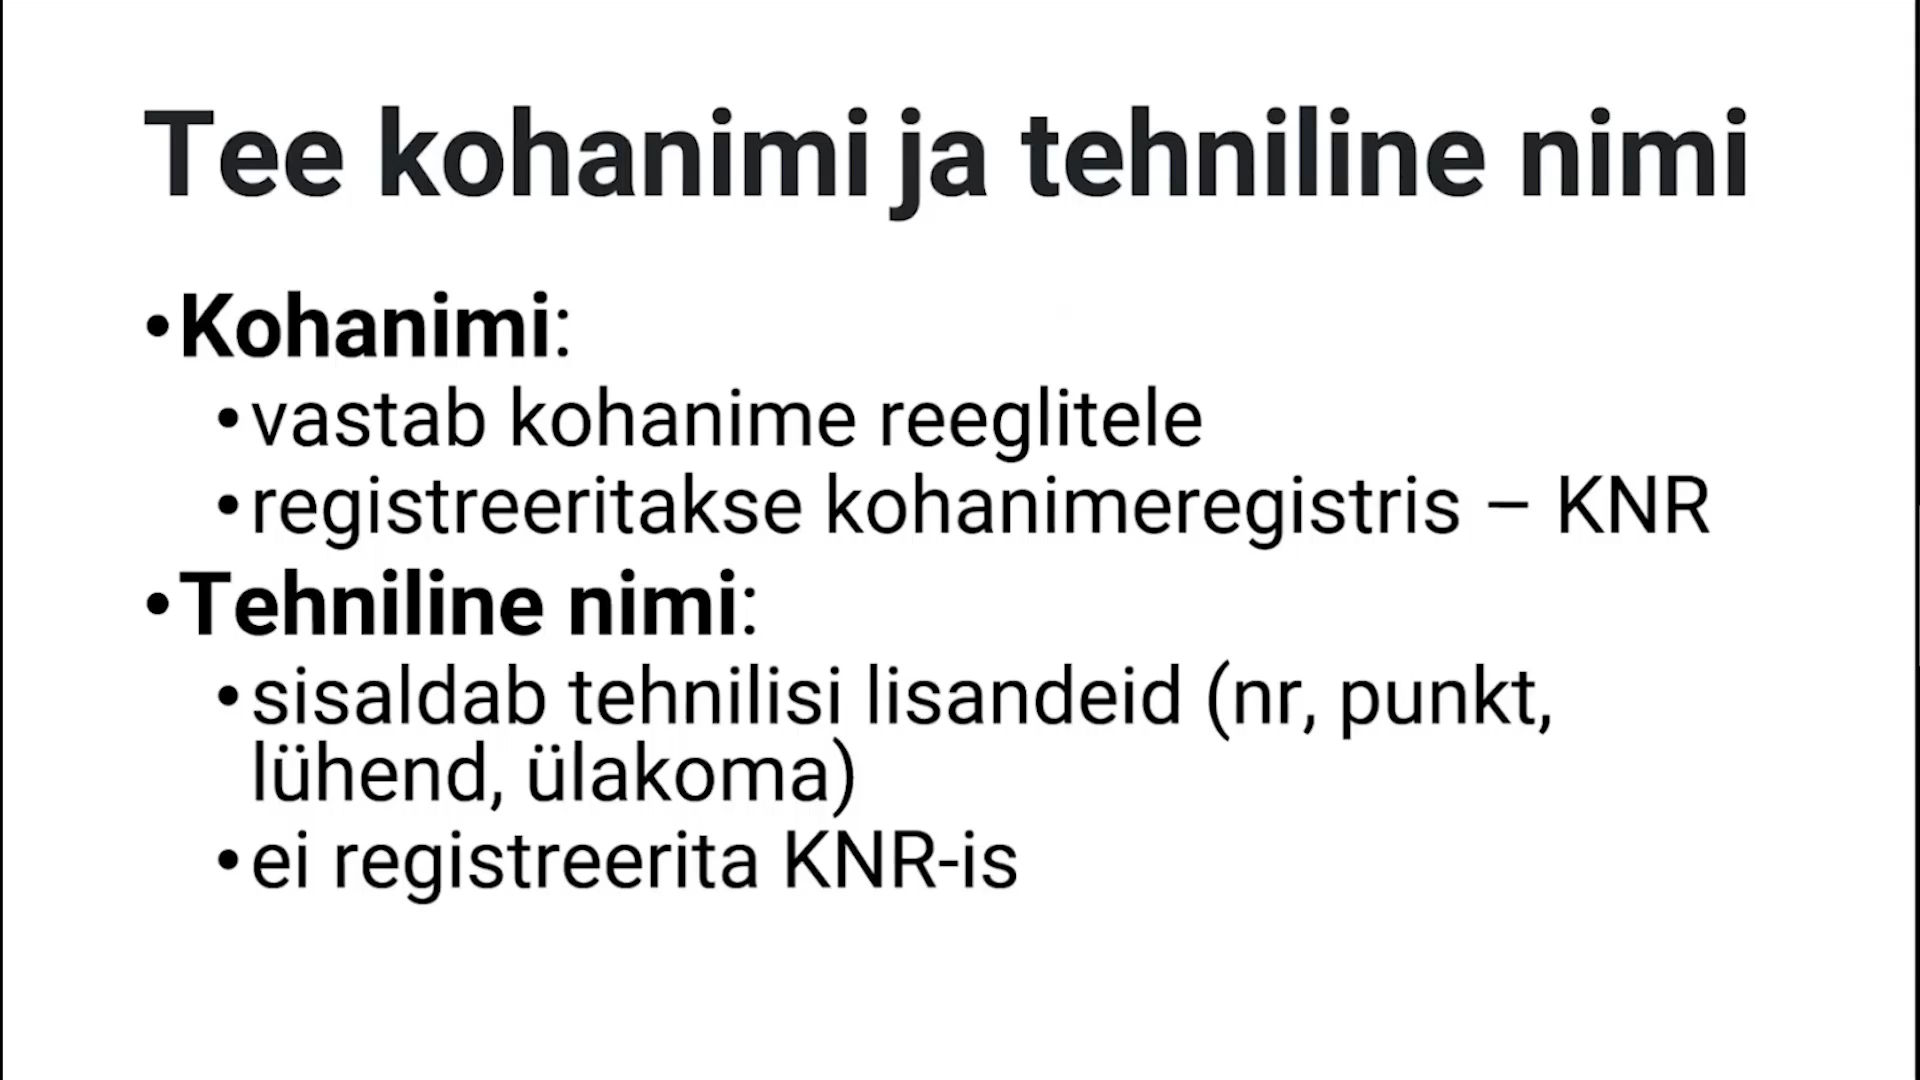 Tee kohanimi ja tehniline nimi
•Kohanimi:
•vastab kohanime reeglitele
•registreeritakse kohanimeregistris – KNR
•Tehniline nimi:
•sisaldab tehnilisi lisandeid (nr, punkt,
lühend, ülakoma)
•ei registreerita KNR-is